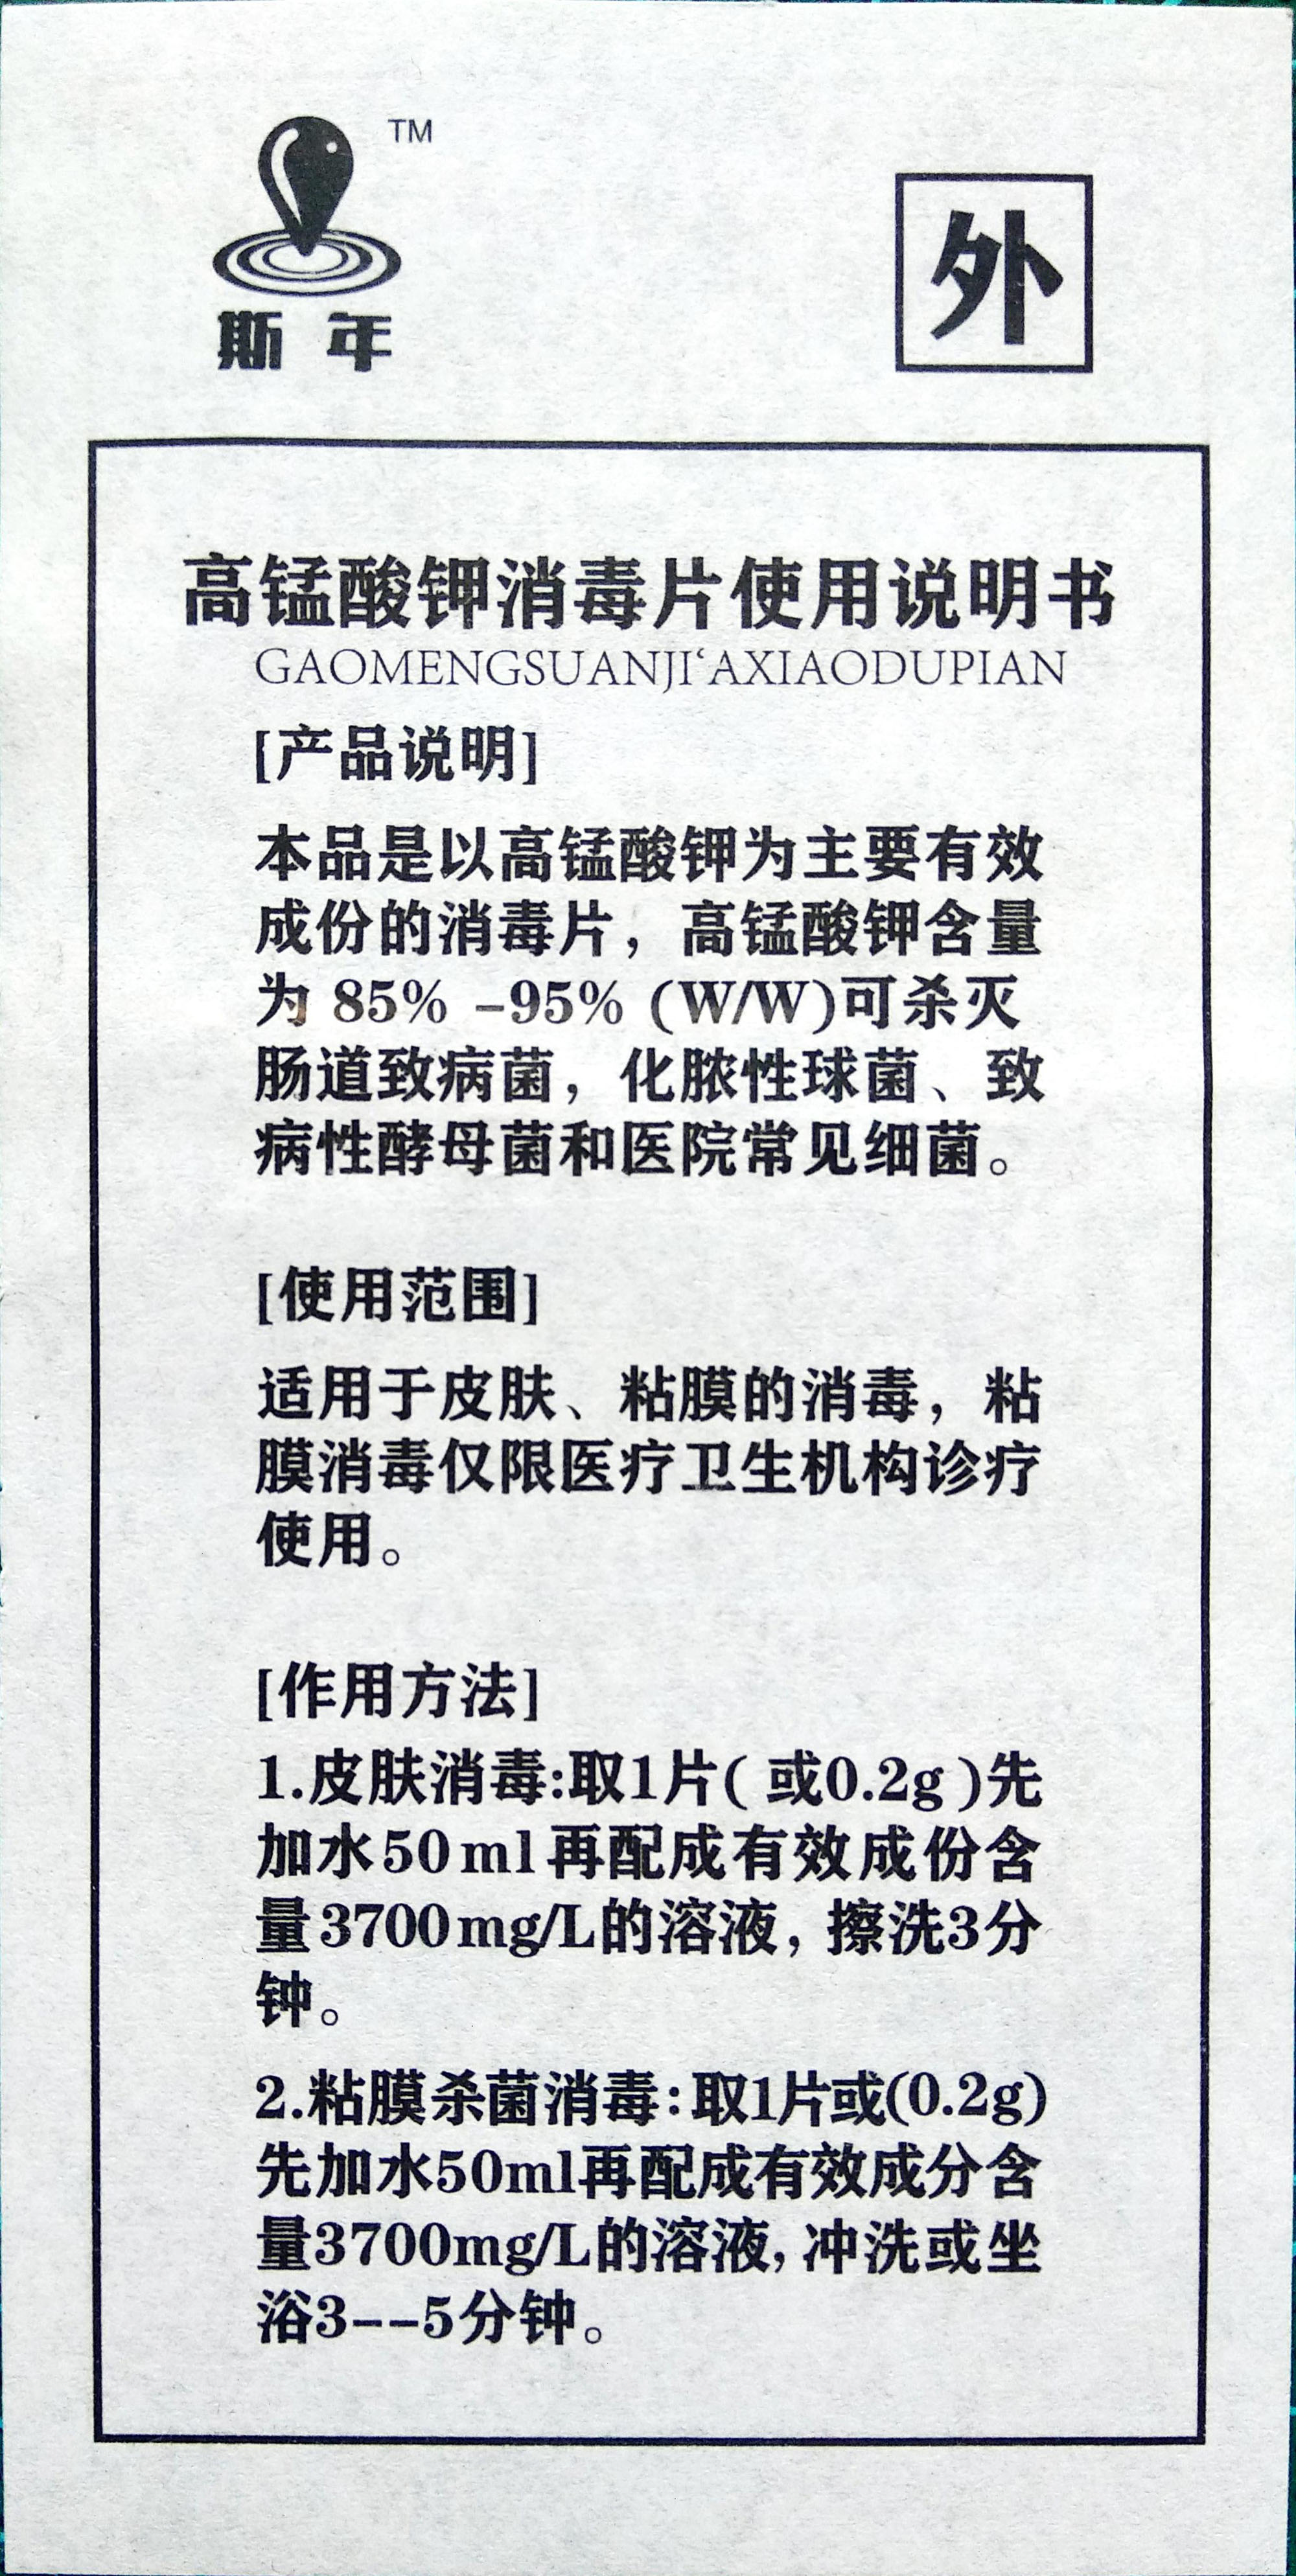 TM
斯年
外
高锰酸钾消毒片使用说明书
GAOMENGSUANJI‘AXIAODUPIAN
[产品说明]
本品是以高锰酸钾为主要有效
成份的消毒片，高锰酸钾含量
为 85% -95% (W/W)可杀灭
肠道致病菌，化脓性球菌、致
病性酵母菌和医院常见细菌。
[使用范围]
适用于皮肤、粘膜的消毒，粘
膜消毒仅限医疗卫生机构诊疗
使用。
[作用方法]
1.皮肤消毒:取1片( 或0.2g )先
加水50ml再配成有效成份含
量3700mg/L的溶液，擦洗3分
钟。
2.粘膜杀菌消毒:取1片或(0.2g)
先加水50ml再配成有效成分含
量3700mg/L的溶液，冲洗或坐
浴3--5分钟。